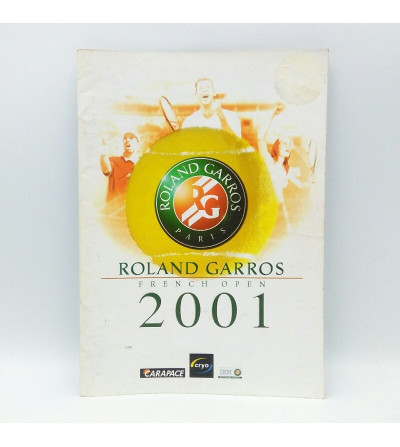 ROLAND GARROS
RG
PARIS
ROLAND GARROS
FRENCH OPEN
2001
CARAPACE
cryo
IBM